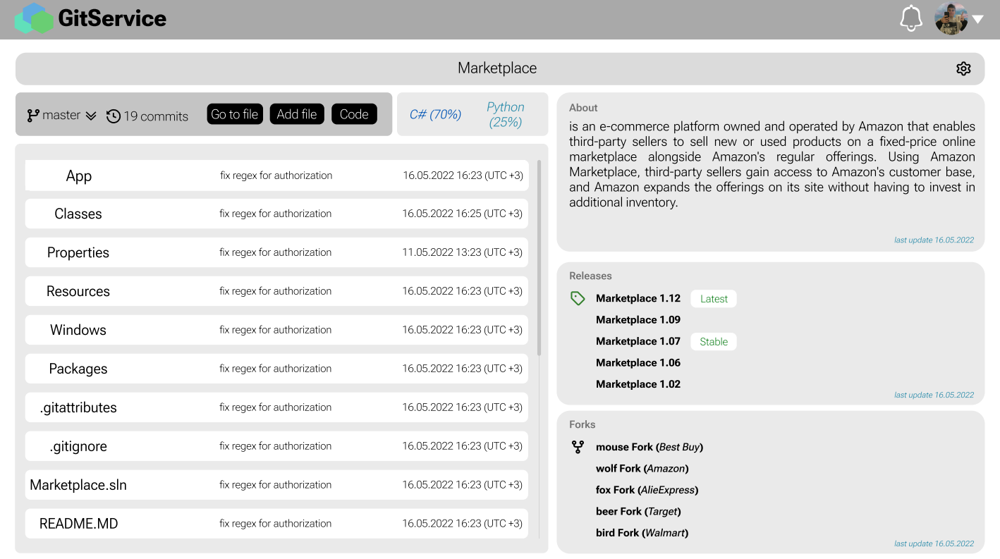 GitService
Marketplace
master
19 commits
Go to file
Add file
Code
C# (70%)
Python
(25%)
App fix regex for authorization 16.05.2022 16:23 (UTC +3)
Classes fix regex for authorization 16.05.2022 16:25 (UTC +3)
Properties fix regex for authorization 11.05.2022 13:23 (UTC +3)
Resources fix regex for authorization 16.05.2022 16:23 (UTC +3)
Windows fix regex for authorization 16.05.2022 16:23 (UTC +3)
Packages fix regex for authorization 16.05.2022 16:23 (UTC +3)
.gitattributes fix regex for authorization 16.05.2022 16:23 (UTC +3)
.gitignore fix regex for authorization 16.05.2022 16:23 (UTC +3)
Marketplace.sln fix regex for authorization 16.05.2022 16:23 (UTC +3)
README.MD fix regex for authorization 16.05.2022 16:23 (UTC +3)
About
is an e-commerce platform owned and operated by Amazon that enables
third-party sellers to sell new or used products on a fixed-price online
marketplace alongside Amazon's regular offerings. Using Amazon
Marketplace, third-party sellers gain access to Amazon's customer base,
and Amazon expands the offerings on its site without having to invest in
additional inventory.
last update 16.05.2022
Releases
Marketplace 1.12 Latest
Marketplace 1.09
Marketplace 1.07 Stable
Marketplace 1.06
Marketplace 1.02
last update 16.05.2022
Forks
mouse Fork (Best Buy)
wolf Fork (Amazon)
fox Fork (AlieExpress)
beer Fork (Target)
bird Fork (Walmart)
last update 16.05.2022